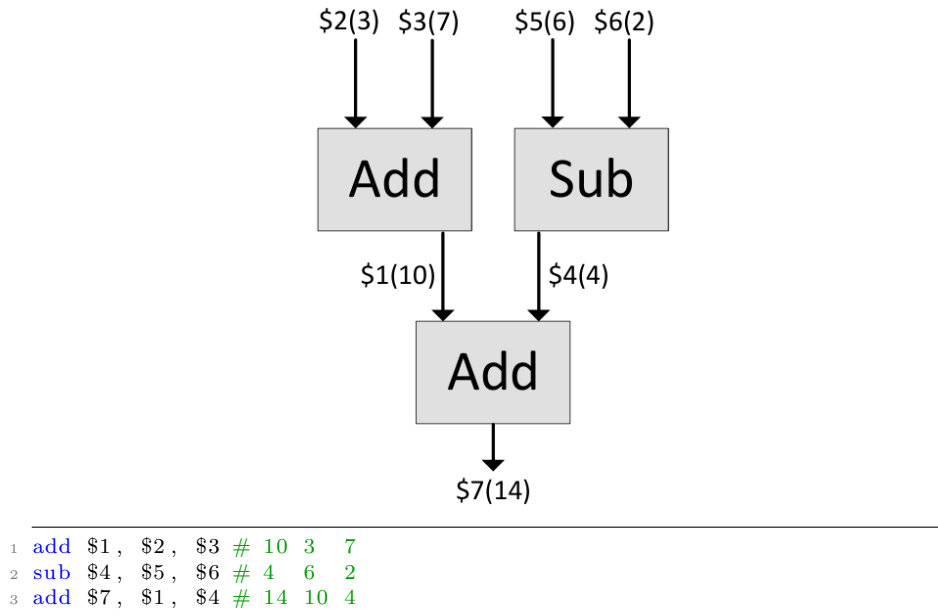 $2(3) $3(7) $5(6) $6(2)
Add Sub
$1(10) $4(4)
Add
$7(14)
1 add $1, $2, $3 # 10 3 7
2 sub $4, $5, $6 # 4 6 2
3 add $7, $1, $4 # 14 10 4